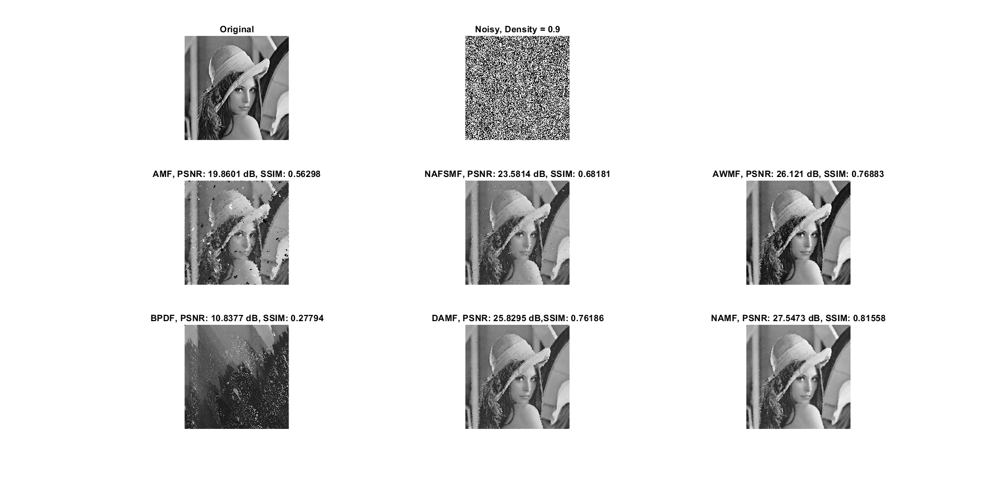 Original
Noisy, Density = 0.9
AMF, PSNR: 19.8601 dB, SSIM: 0.56298
NAFSMF, PSNR: 23.5814 dB, SSIM: 0.68181
AWMF, PSNR: 26.121 dB, SSIM: 0.76883
BPDF, PSNR: 10.8377 dB, SSIM: 0.27794
DAMF, PSNR: 25.8295 dB,SSIM: 0.76186
NAMF, PSNR: 27.5473 dB, SSIM: 0.81558